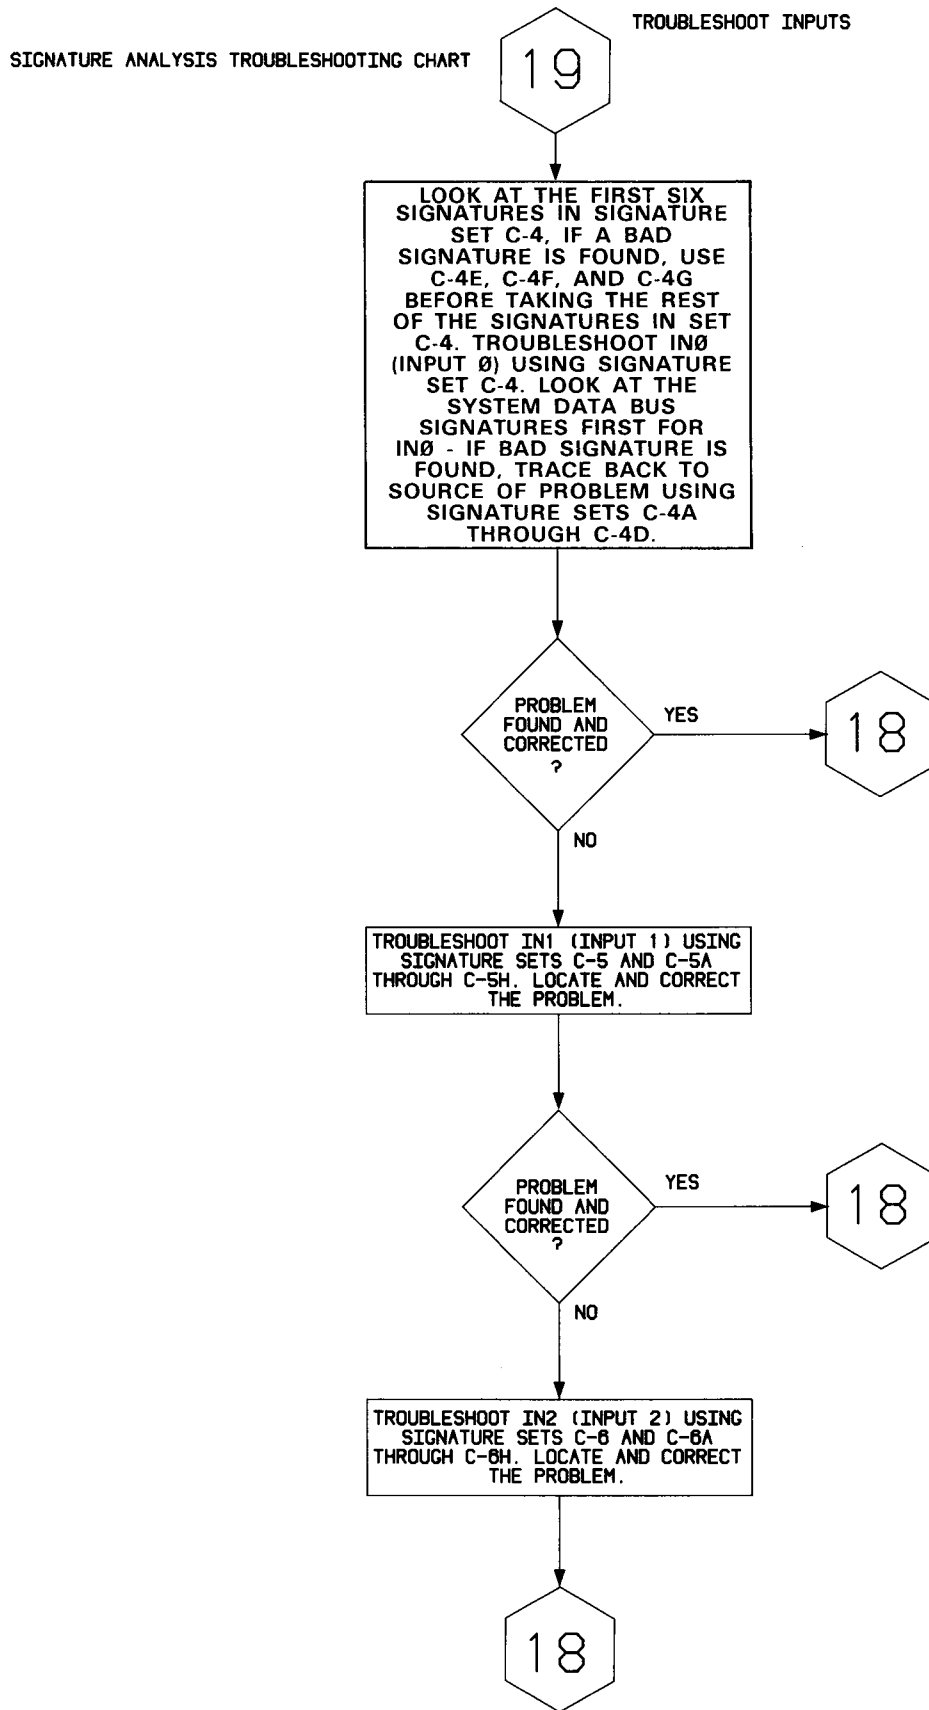 TROUBLESHOOT INPUTS
SIGNATURE ANALYSIS TROUBLESHOOTING CHART
19
LOOK AT THE FIRST SIX
SIGNATURES IN SIGNATURE
SET C-4, IF A BAD
SIGNATURE IS FOUND, USE
C-4E, C-4F, AND C-4G
BEFORE TAKING THE REST
OF THE SIGNATURES IN SET
C-4. TROUBLESHOOT INØ
(INPUT Ø) USING SIGNATURE
SET C-4. LOOK AT THE
SYSTEM DATA BUS
SIGNATURES FIRST FOR
INØ - IF BAD SIGNATURE IS
FOUND, TRACE BACK TO
SOURCE OF PROBLEM USING
SIGNATURE SETS C-4A
THROUGH C-4D.
PROBLEM
FOUND AND
CORRECTED
?
YES
18
NO
TROUBLESHOOT IN1 (INPUT 1) USING
SIGNATURE SETS C-5 AND C-5A
THROUGH C-5H. LOCATE AND CORRECT
THE PROBLEM.
PROBLEM
FOUND AND
CORRECTED
?
YES
18
NO
TROUBLESHOOT IN2 (INPUT 2) USING
SIGNATURE SETS C-6 AND C-6A
THROUGH C-6H. LOCATE AND CORRECT
THE PROBLEM.
18